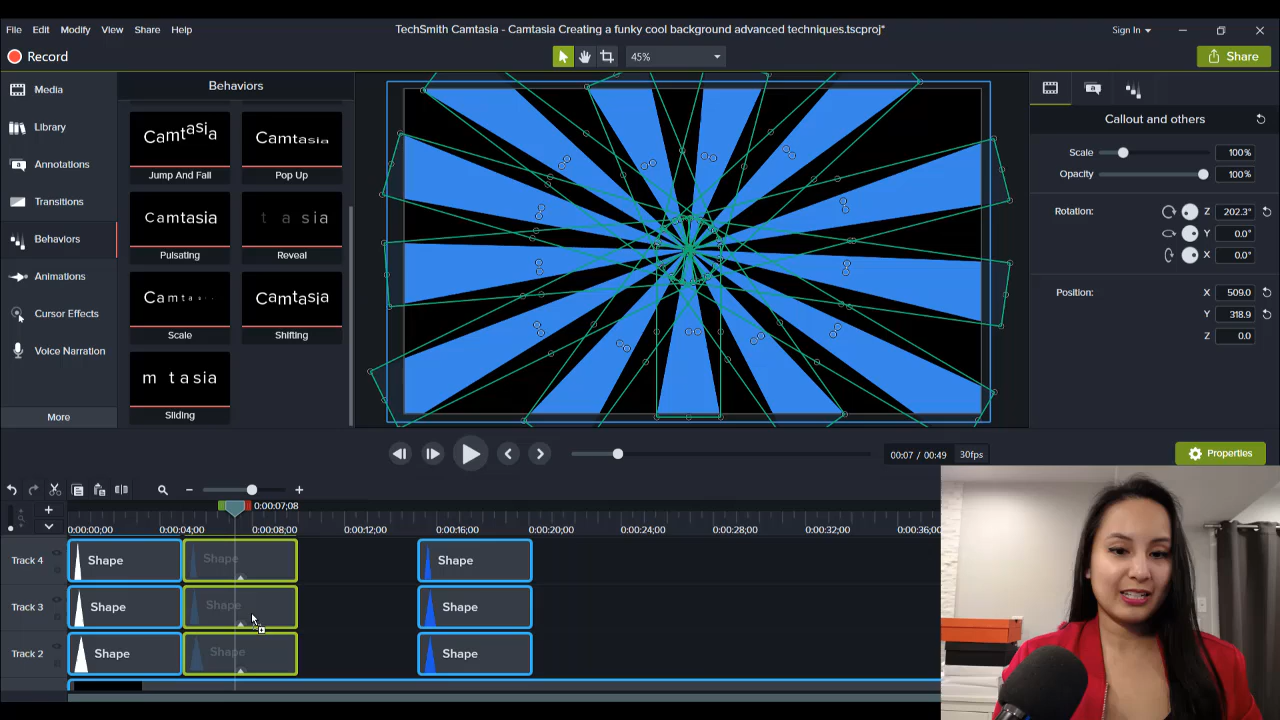 File Edit Modify View Share Help
TechSmith Camtasia - Camtasia Creating a funky cool background advanced techniques.tscproj*
Sign In
Record
45%
Share
Media
Library
Annotations
Transitions
Behaviors
Animations
Cursor Effects
Voice Narration
More
Behaviors
Camtasia Camtasia
Jump And Fall Pop Up
Camtasia t a sia
Pulsating Reveal
Camtas Camtasia
Scale Shifting
m t asia
Sliding
Callout and others
Scale 100%
Opacity 100%
Rotation: Z 202.3°
Y 0.0°
X 0.0°
Position: X 509.0
Y 318.9
Z 0.0
00:07 / 00:49 30fps
Properties
0:00:07;08
0:00:00;00 0:00:04;00 0:00:08;00 0:00:12;00 0:00:16;00 0:00:20;00 0:00:24;00 0:00:28;00 0:00:32;00 0:00:36;00
Track 4 Shape Shape Shape
Track 3 Shape Shape Shape
Track 2 Shape Shape Shape